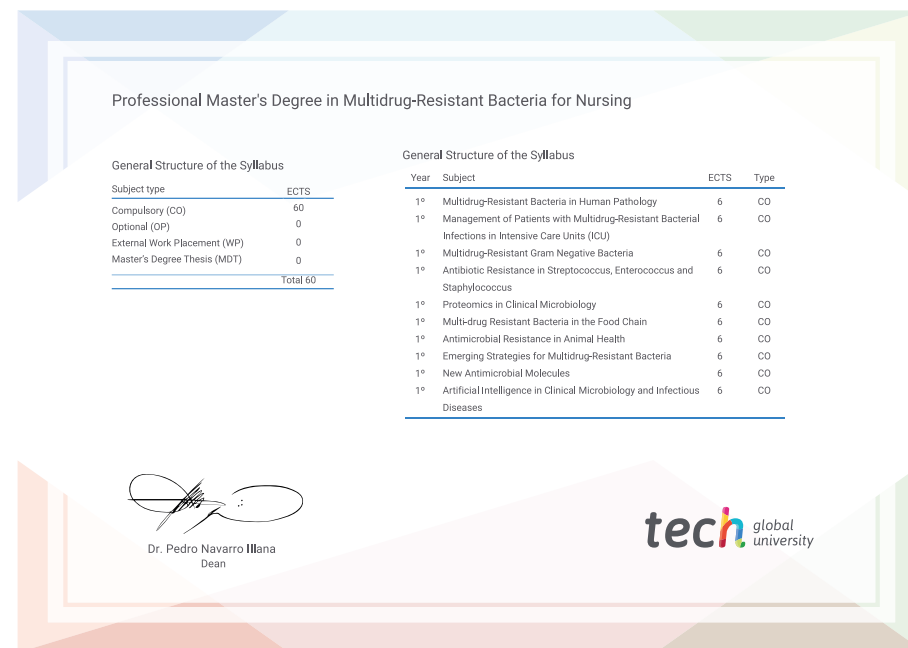 Professional Master's Degree in Multidrug-Resistant Bacteria for Nursing
General Structure of the Syllabus
Subject type ECTS
Compulsory (CO) 60
Optional (OP) 0
External Work Placement (WP) 0
Master's Degree Thesis (MDT) 0
Total 60
General Structure of the Syllabus
Year Subject ECTS Type
1º Multidrug-Resistant Bacteria in Human Pathology 6 CO
1º Management of Patients with Multidrug-Resistant Bacterial 6 CO
Infections in Intensive Care Units (ICU)
1º Multidrug-Resistant Gram Negative Bacteria 6 CO
1º Antibiotic Resistance in Streptococcus, Enterococcus and 6 CO
Staphylococcus
1º Proteomics in Clinical Microbiology 6 CO
1º Multi-drug Resistant Bacteria in the Food Chain 6 CO
1º Antimicrobial Resistance in Animal Health 6 CO
1º Emerging Strategies for Multidrug-Resistant Bacteria 6 CO
1º New Antimicrobial Molecules 6 CO
1º Artificial Intelligence in Clinical Microbiology and Infectious 6 CO
Diseases
Dr. Pedro Navarro Illana
Dean
tech global
university